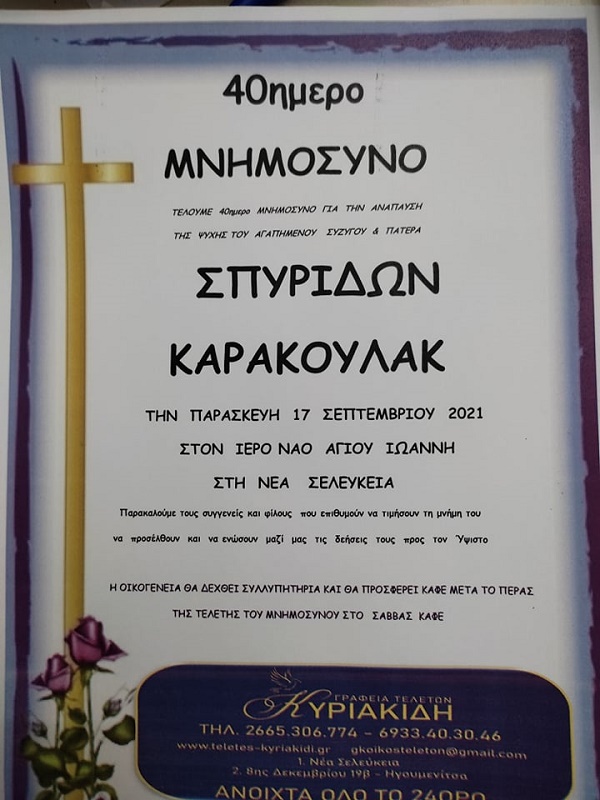 40ημερο
ΜΝΗΜΟΣΥΝΟ
ΤΕΛΟΥΜΕ 40ημερο ΜΝΗΜΟΣΥΝΟ ΓΙΑ ΤΗΝ ΑΝΑΠΑΥΣΗ
ΤΗΣ ΨΥΧΗΣ ΤΟΥ ΑΓΑΠΗΜΕΝΟΥ ΣΥΖΥΓΟΥ & ΠΑΤΕΡΑ
ΣΠΥΡΙΔΩΝ
ΚΑΡΑΚΟΥΛΑΚ
ΤΗΝ ΠΑΡΑΣΚΕΥΗ 17 ΣΕΠΤΕΜΒΡΙΟΥ 2021
ΣΤΟΝ ΙΕΡΟ ΝΑΟ ΑΓΙΟΥ ΙΩΑΝΝΗ
ΣΤΗ ΝΕΑ ΣΕΛΕΥΚΕΙΑ
Παρακαλούμε τους συγγενείς και φίλους που επιθυμούν να τιμήσουν τη μνήμη του
να προσέλθουν και να ενώσουν μαζί μας τις δεήσεις τους προς τον Ύψιστο
Η ΟΙΚΟΓΕΝΕΙΑ ΘΑ ΔΕΧΘΕΙ ΣΥΛΛΥΠΗΤΗΡΙΑ ΚΑΙ ΘΑ ΠΡΟΣΦΕΡΕΙ ΚΑΦΕ ΜΕΤΑ ΤΟ ΠΕΡΑΣ
ΤΗΣ ΤΕΛΕΤΗΣ ΤΟΥ ΜΝΗΜΟΣΥΝΟΥ ΣΤΟ ΣΑΒΒΑΣ ΚΑΦΕ
ΓΡΑΦΕΙΑ ΤΕΛΕΤΩΝ
ΚΥΡΙΑΚΙΔΗ
ΤΗΛ. 2665.306.774 - 6933.40.30.46
www.teletes-kyriakidi.gr gkoikosteleton@gmail.com
1. Νέα Σελεύκεια
2. 8ης Δεκεμβρίου 19β - Ηγουμενίτσα
ΑΝΟΙΧΤΑ ΟΛΟ ΤΟ 24ΩΡΟ